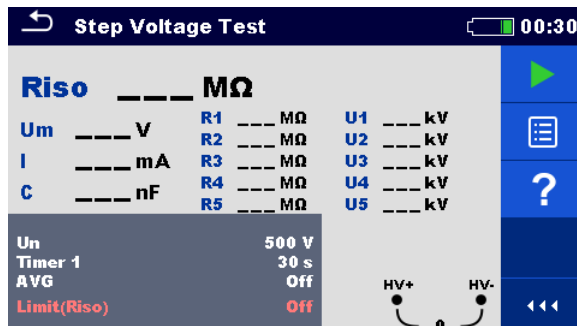 Step Voltage Test 00:30
Riso ___ MΩ
Um ___ V
I ___ mA
C ___ nF
R1 ___ MΩ
R2 ___ MΩ
R3 ___ MΩ
R4 ___ MΩ
R5 ___ MΩ
U1 ___ kV
U2 ___ kV
U3 ___ kV
U4 ___ kV
U5 ___ kV
?
Un 500 V
Timer 1 30 s
AVG Off
Limit(Riso) Off
HV+ HV-